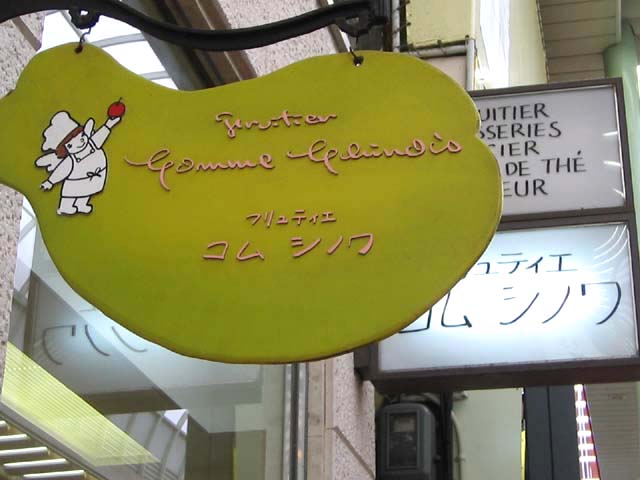 Fruitier
Comme Chinois
フリュティエ
コム シノワ
UITIER
SSERIES
CIER
DE THÉ
EUR
ュティエ
コム シノワ